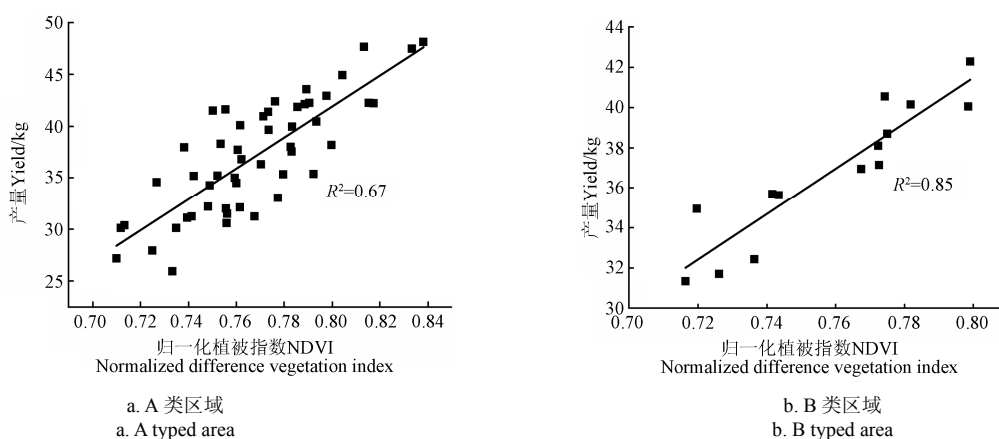 50
45
40
35
30
25
产量Yield/kg
R²=0.67
0.70 0.72 0.74 0.76 0.78 0.80 0.82 0.84
归一化植被指数NDVI
Normalized difference vegetation index
a. A 类区域
a. A typed area
44
42
40
38
36
34
32
30
产量Yield/kg
R²=0.85
0.70 0.72 0.74 0.76 0.78 0.80
归一化植被指数NDVI
Normalized difference vegetation index
b. B 类区域
b. B typed area